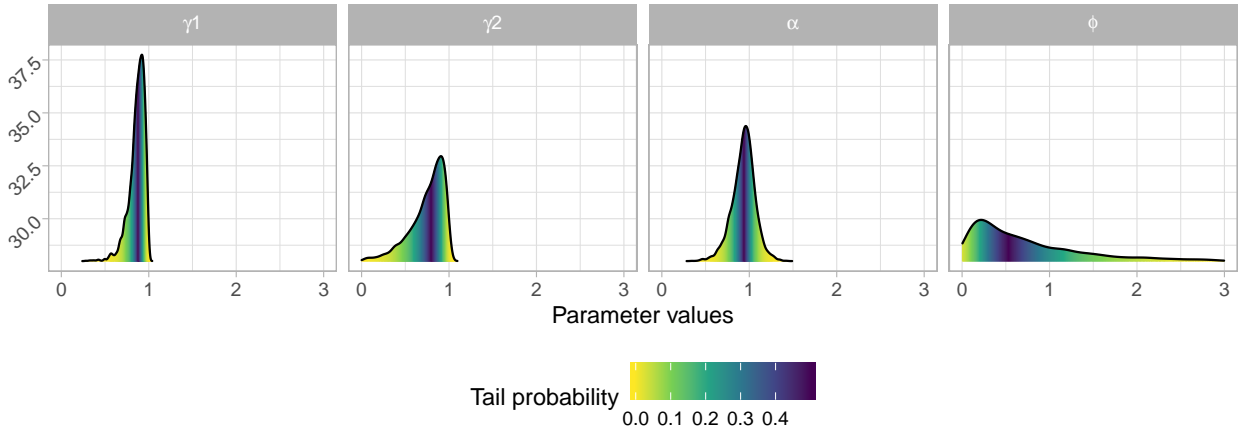 γ1 γ2 α ϕ
37.5
35.0
32.5
30.0
0 1 2 3 0 1 2 3 0 1 2 3 0 1 2 3
Parameter values
Tail probability
0.0 0.1 0.2 0.3 0.4